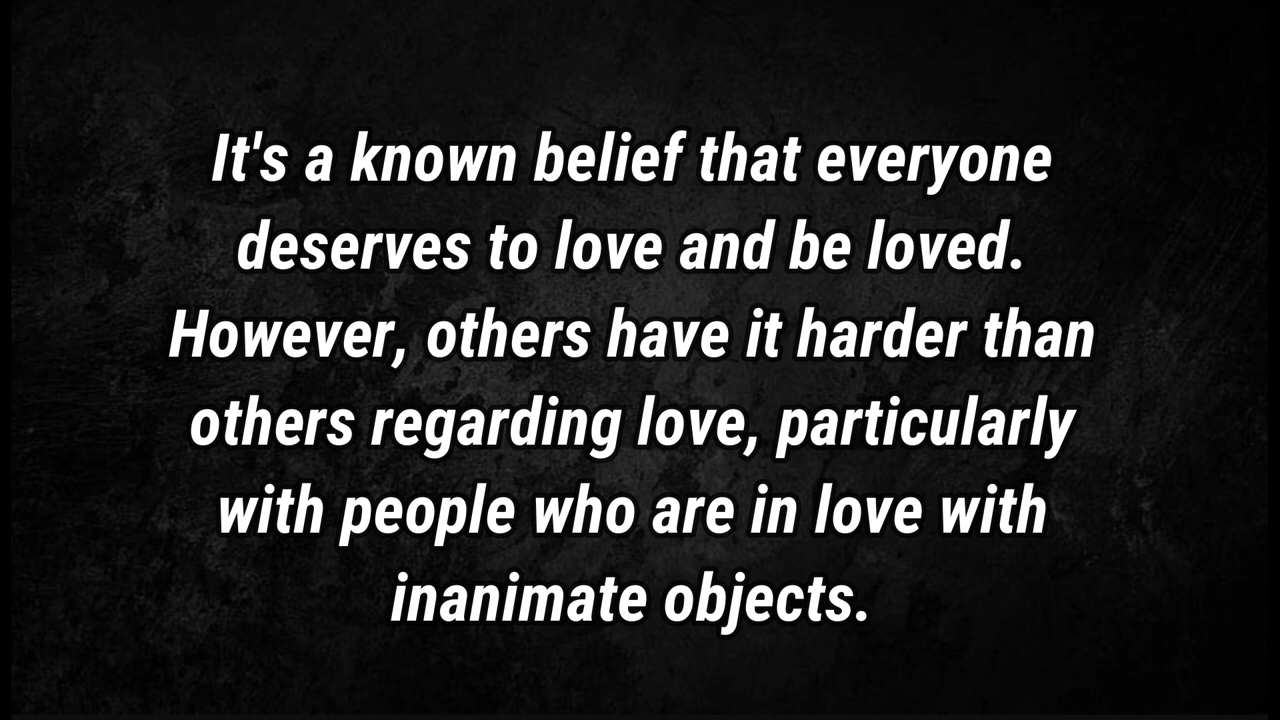 It's a known belief that everyone
deserves to love and be loved.
However, others have it harder than
others regarding love, particularly
with people who are in love with
inanimate objects.